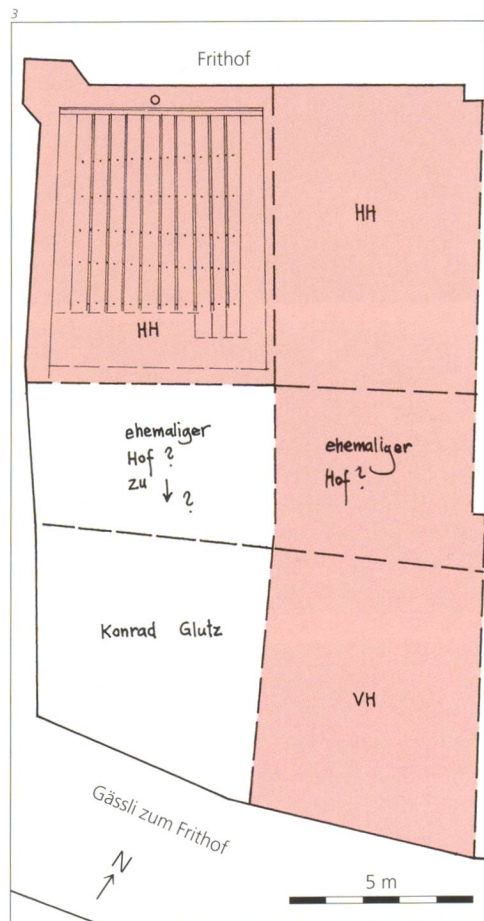 3
Frithof
HH
HH
ehemaliger
Hof ?
zu ↓ ?
ehemaliger
Hof ?
Konrad Glutz
VH
Gässli zum Frithof
N
5 m